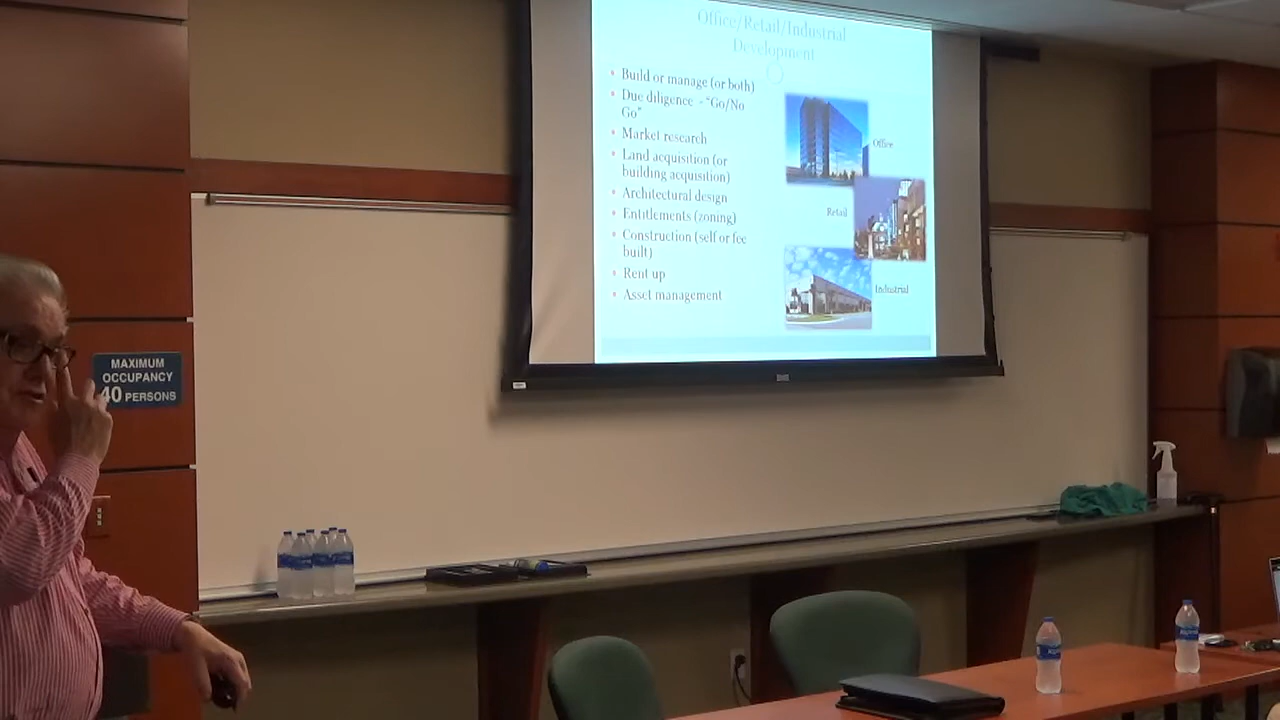 Office/Retail/Industrial
Development
• Build or manage (or both)
• Due diligence - "Go/No
Go"
• Market research
• Land acquisition (or
building acquisition)
• Architectural design
• Entitlements (zoning)
• Construction (self or fee
built)
• Rent up
• Asset management
Office
Retail
Industrial
MAXIMUM
OCCUPANCY
40 PERSONS